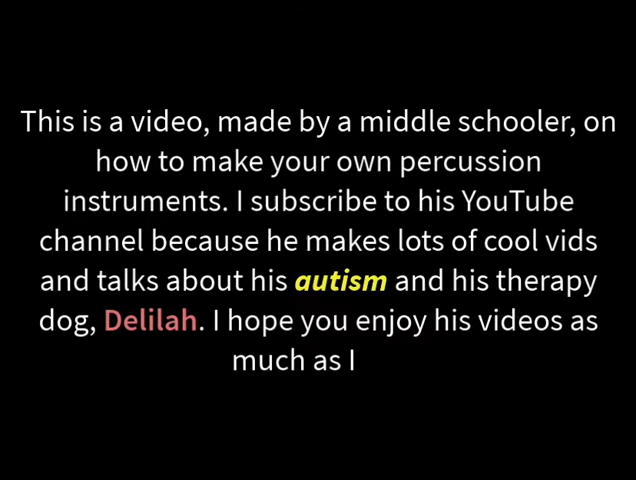 This is a video, made by a middle schooler, on
how to make your own percussion
instruments. I subscribe to his YouTube
channel because he makes lots of cool vids
and talks about his autism and his therapy
dog, Delilah. I hope you enjoy his videos as
much as I